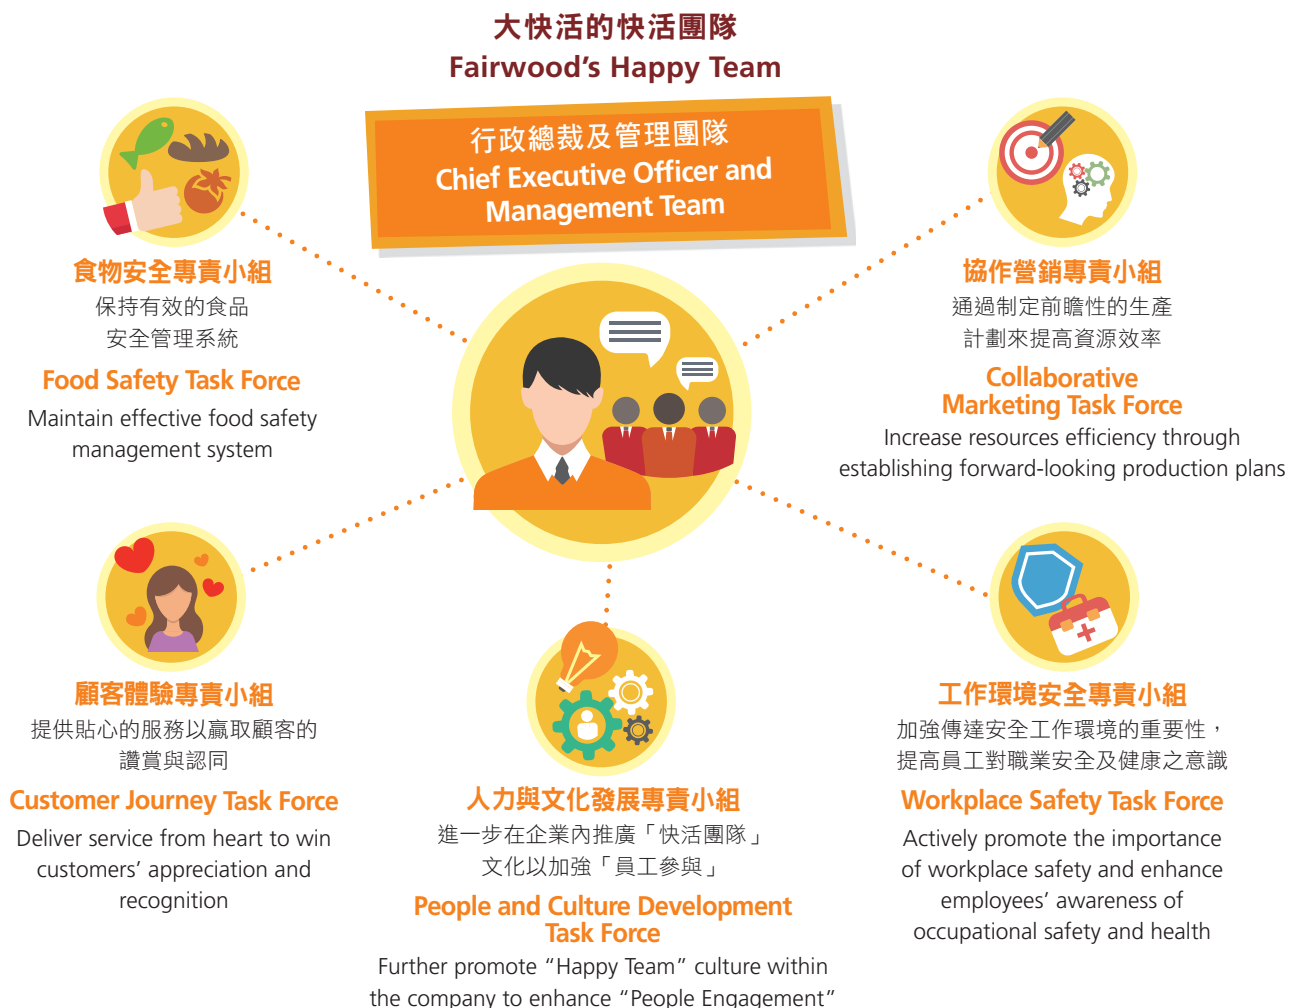 大快活的快活團隊
Fairwood’s Happy Team
行政總裁及管理團隊
Chief Executive Officer and
Management Team
食物安全專責小組
保持有效的食品
安全管理系統
Food Safety Task Force
Maintain effective food safety
management system
協作營銷專責小組
通過制定前瞻性的生產
計劃來提高資源效率
Collaborative
Marketing Task Force
Increase resources efficiency through
establishing forward-looking production plans
顧客體驗專責小組
提供貼心的服務以贏取顧客的
讚賞與認同
Customer Journey Task Force
Deliver service from heart to win
customers’ appreciation and
recognition
人力與文化發展專責小組
進一步在企業內推廣「快活團隊」
文化以加強「員工參與」
People and Culture Development
Task Force
Further promote “Happy Team” culture within
the company to enhance “People Engagement”
工作環境安全專責小組
加強傳達安全工作環境的重要性，
提高員工對職業安全及健康之意識
Workplace Safety Task Force
Actively promote the importance
of workplace safety and enhance
employees’ awareness of
occupational safety and health